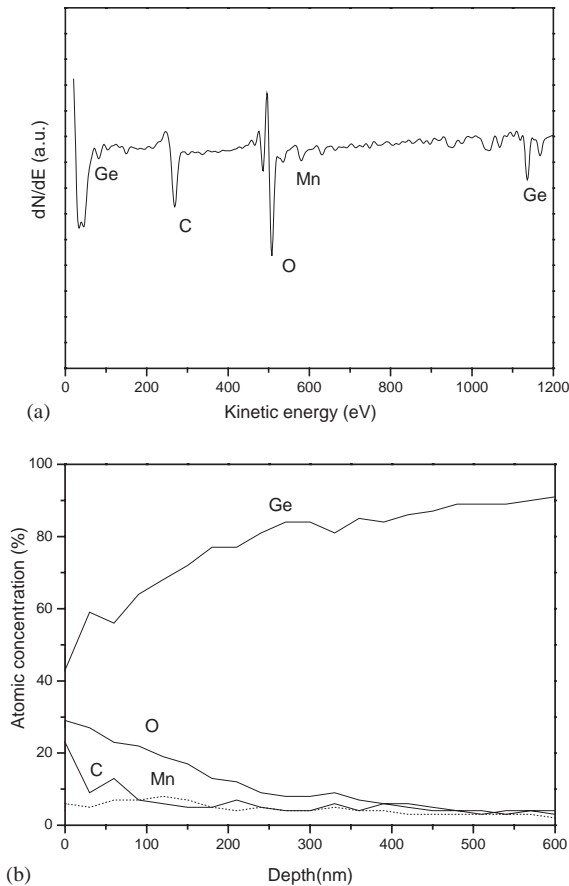 dN/dE (a.u.)
Ge
C
O
Mn
Ge
0 200 400 600 800 1000 1200
(a)
Kinetic energy (eV)
100
80
60
40
20
0
Atomic concentration (%)
Ge
O
C
Mn
0 100 200 300 400 500 600
(b)
Depth(nm)